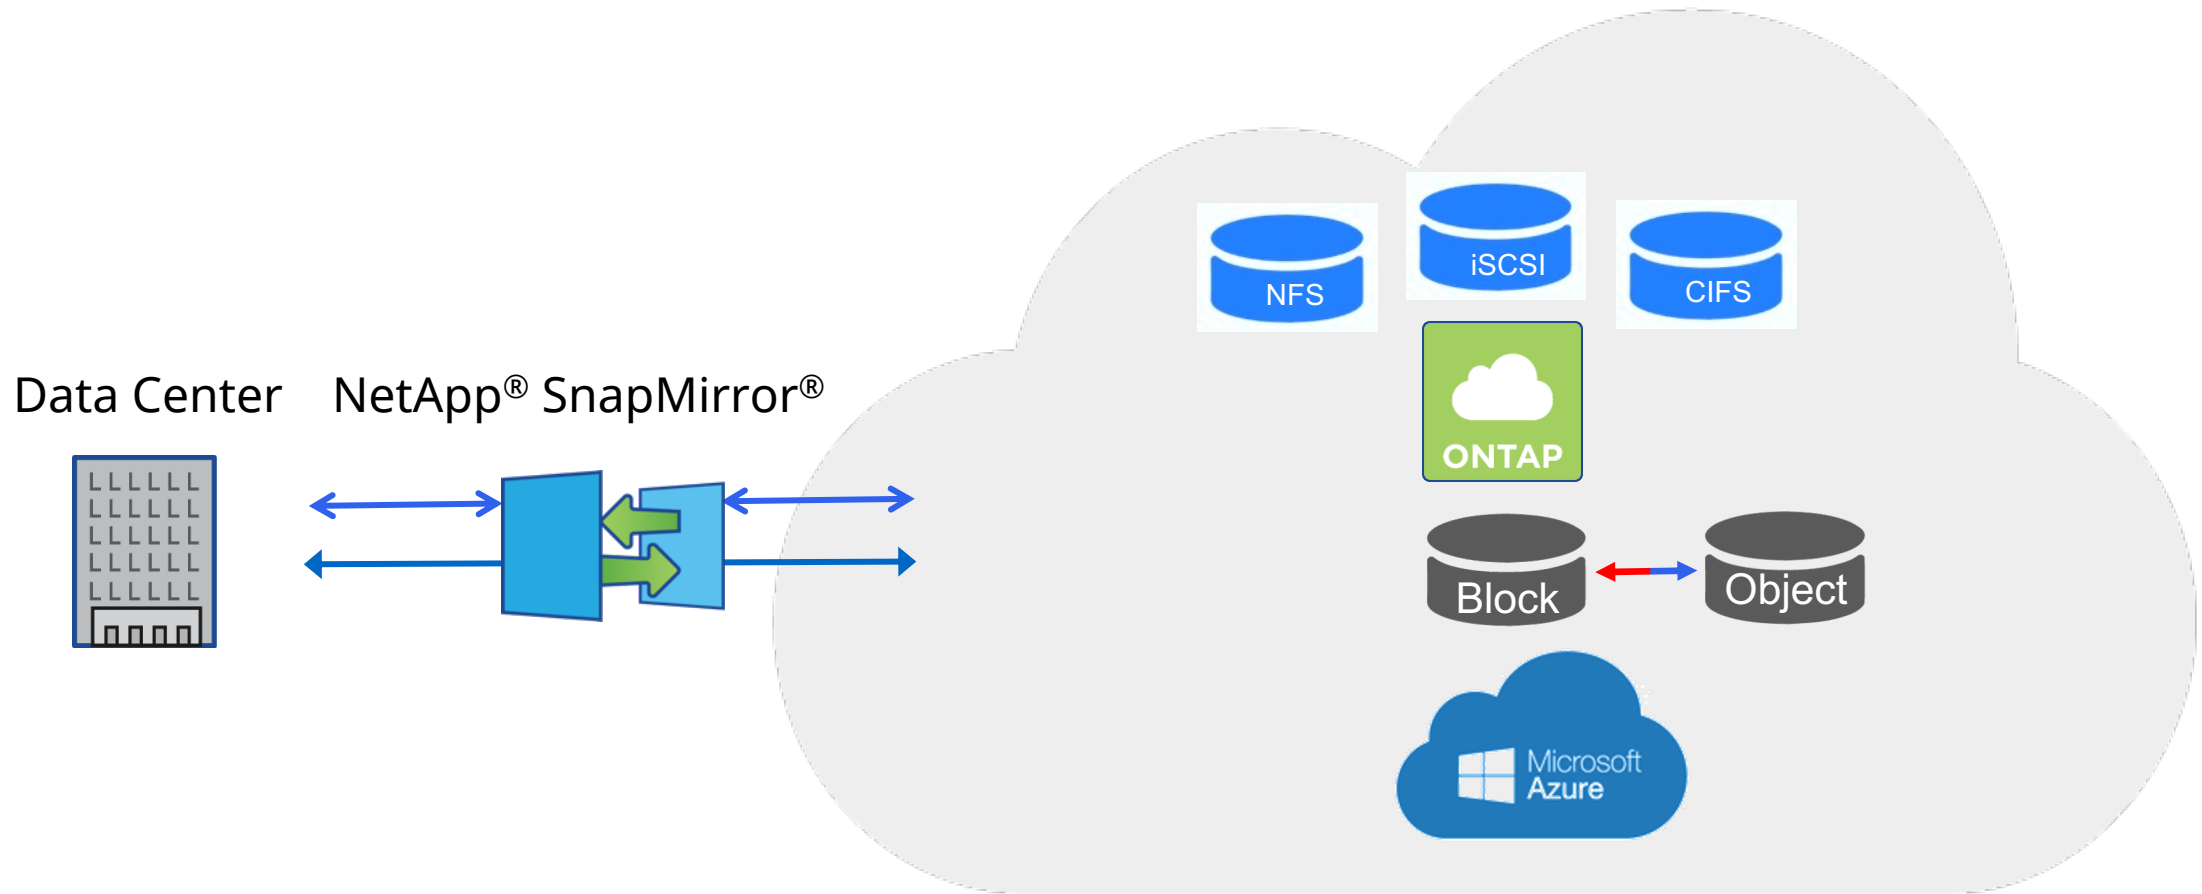 NFS
iSCSI
CIFS
Data Center
NetApp® SnapMirror®
ONTAP
Block
Object
Microsoft
Azure